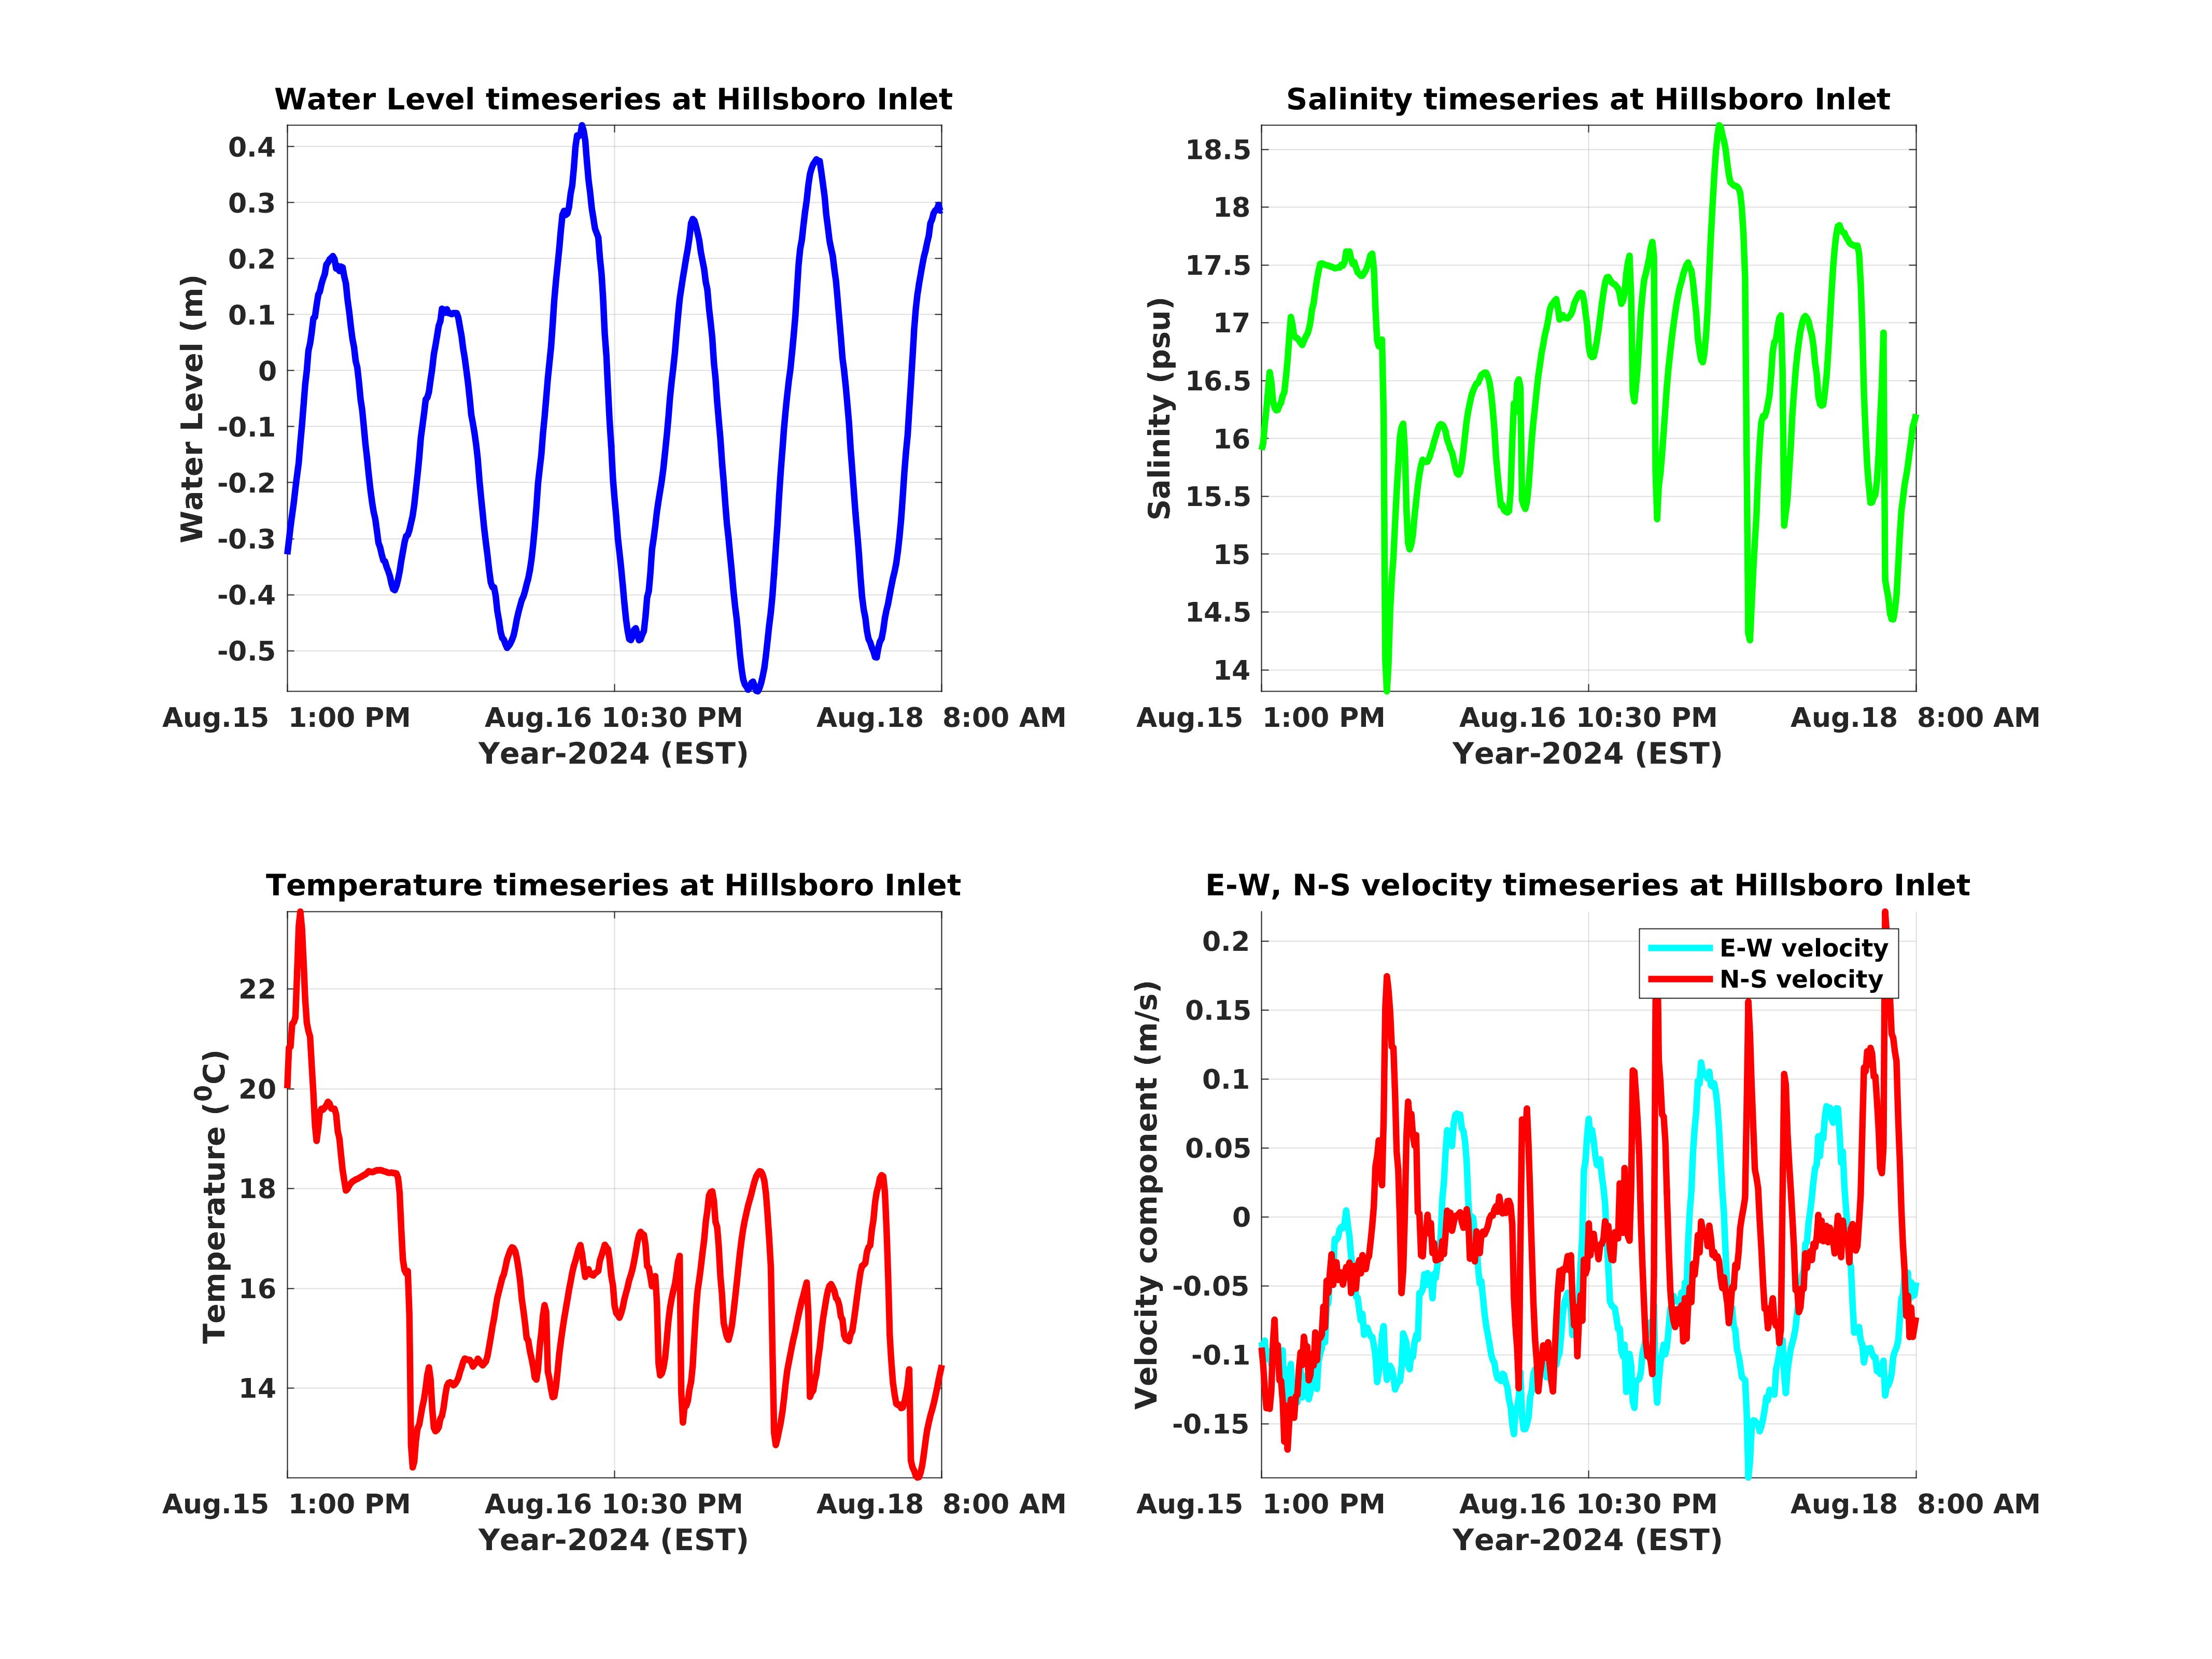 Water Level timeseries at Hillsboro Inlet
0.4
0.3
0.2
0.1
0
-0.1
-0.2
-0.3
-0.4
-0.5
Water Level (m)
Aug.15 1:00 PM
Aug.16 10:30 PM
Aug.18 8:00 AM
Year-2024 (EST)
Salinity timeseries at Hillsboro Inlet
18.5
18
17.5
17
16.5
16
15.5
15
14.5
14
Salinity (psu)
Aug.15 1:00 PM
Aug.16 10:30 PM
Aug.18 8:00 AM
Year-2024 (EST)
Temperature timeseries at Hillsboro Inlet
22
20
18
16
14
Temperature (⁰C)
Aug.15 1:00 PM
Aug.16 10:30 PM
Aug.18 8:00 AM
Year-2024 (EST)
E-W, N-S velocity timeseries at Hillsboro Inlet
E-W velocity
N-S velocity
0.2
0.15
0.1
0.05
0
-0.05
-0.1
-0.15
Velocity component (m/s)
Aug.15 1:00 PM
Aug.16 10:30 PM
Aug.18 8:00 AM
Year-2024 (EST)